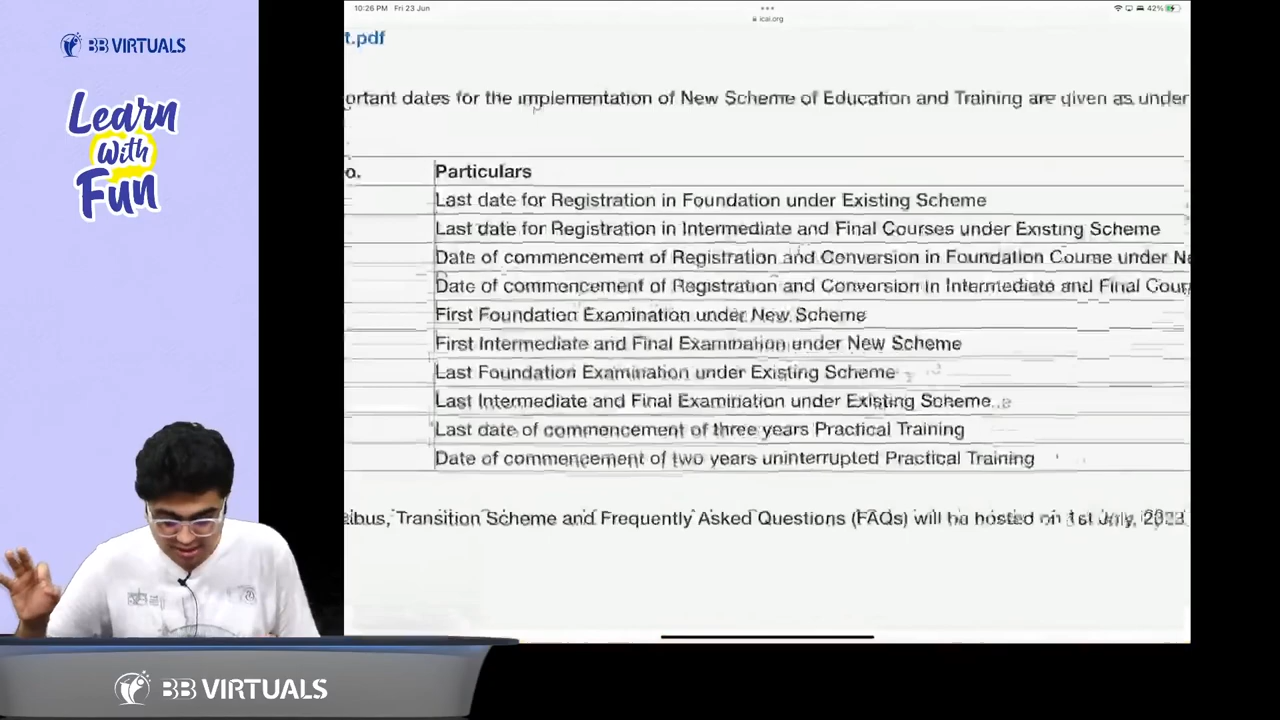 10:26 PM Fri 23 Jun
icai.org
42%
BB VIRTUALS
Learn
with
Fun
t.pdf
ortant dates for the implementation of New Scheme of Education and Training are given as under
o. Particulars
Last date for Registration in Foundation under Existing Scheme
Last date for Registration in Intermediate and Final Courses under Existing Scheme
Date of commencement of Registration and Conversion in Foundation Course under Ne
Date of commencement of Registration and Conversion in Intermediate and Final Cour
First Foundation Examination under New Scheme
First Intermediate and Final Examination under New Scheme
Last Foundation Examination under Existing Scheme
Last Intermediate and Final Examination under Existing Scheme
Last date of commencement of three years Practical Training
Date of commencement of two years uninterrupted Practical Training
labus, Transition Scheme and Frequently Asked Questions (FAQs) will be hosted on 1st July, 2023
BB VIRTUALS